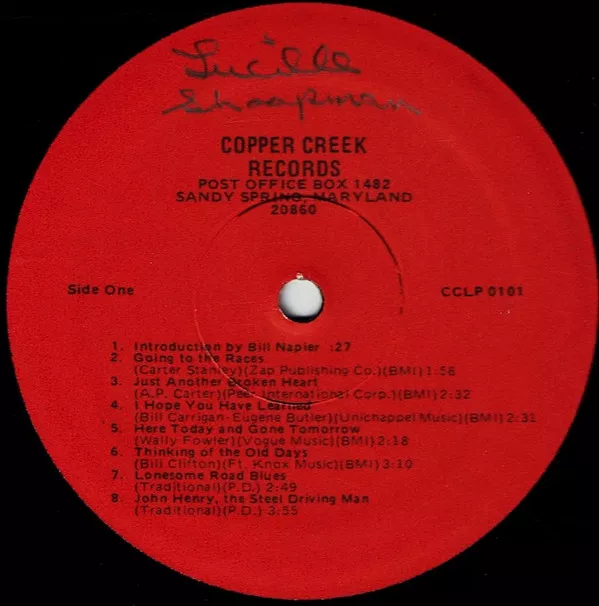 Lucille
Shoapman
COPPER CREEK
RECORDS
POST OFFICE BOX 1482
SANDY SPRING, MARYLAND
20860
Side One
CCLP 0101
1. Introduction by Bill Napier :27
2. Going to the Races
(Carter Stanley)(Zap Publishing Co.)(BMI) 1:58
3. Just Another Broken Heart
(A.P. Carter)(Peer International Corp.)(BMI) 2:32
4. I Hope You Have Learned
(Bill Carrigan-Eugene Butler)(Unichappel Music)(BMI) 2:31
5. Here Today and Gone Tomorrow
(Wally Fowler)(Vogue Music)(BMI) 2:18
6. Thinking of the Old Days
(Bill Clifton)(Ft. Knox Music)(BMI) 3:10
7. Lonesome Road Blues
(Traditional)(P.D.) 2:49
8. John Henry, the Steel Driving Man
(Traditional)(P.D.) 3:55